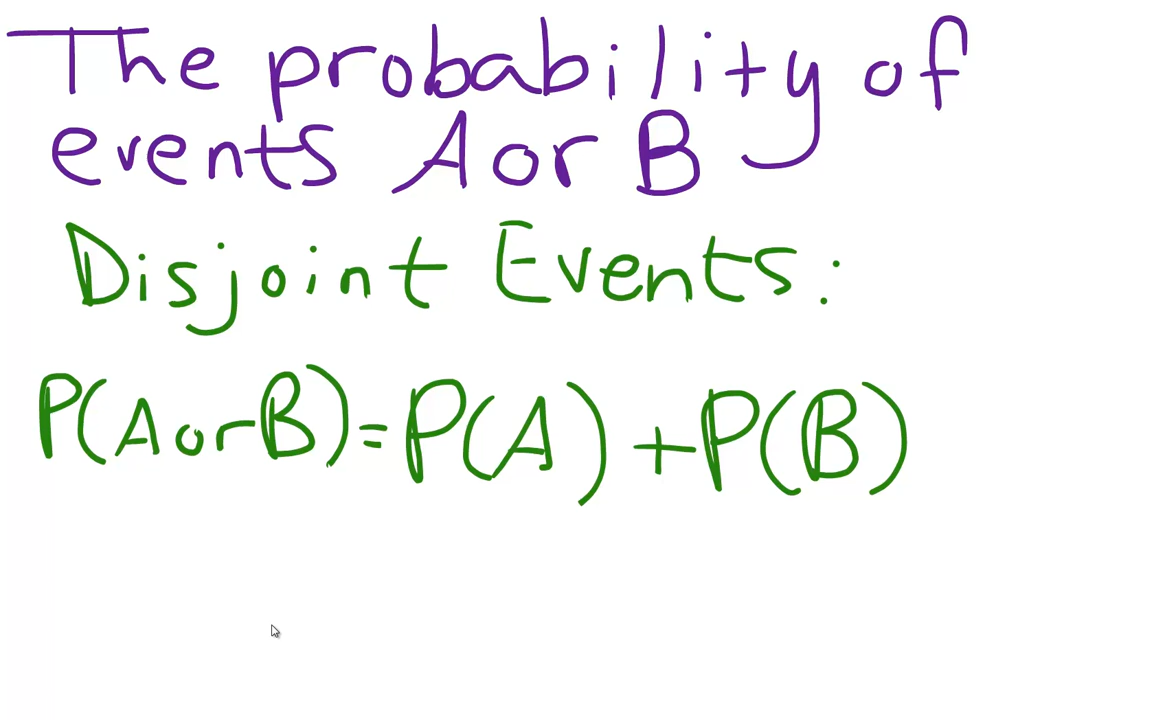 The probability of
events A or B
Disjoint Events:
P(A or B) = P(A) + P(B)